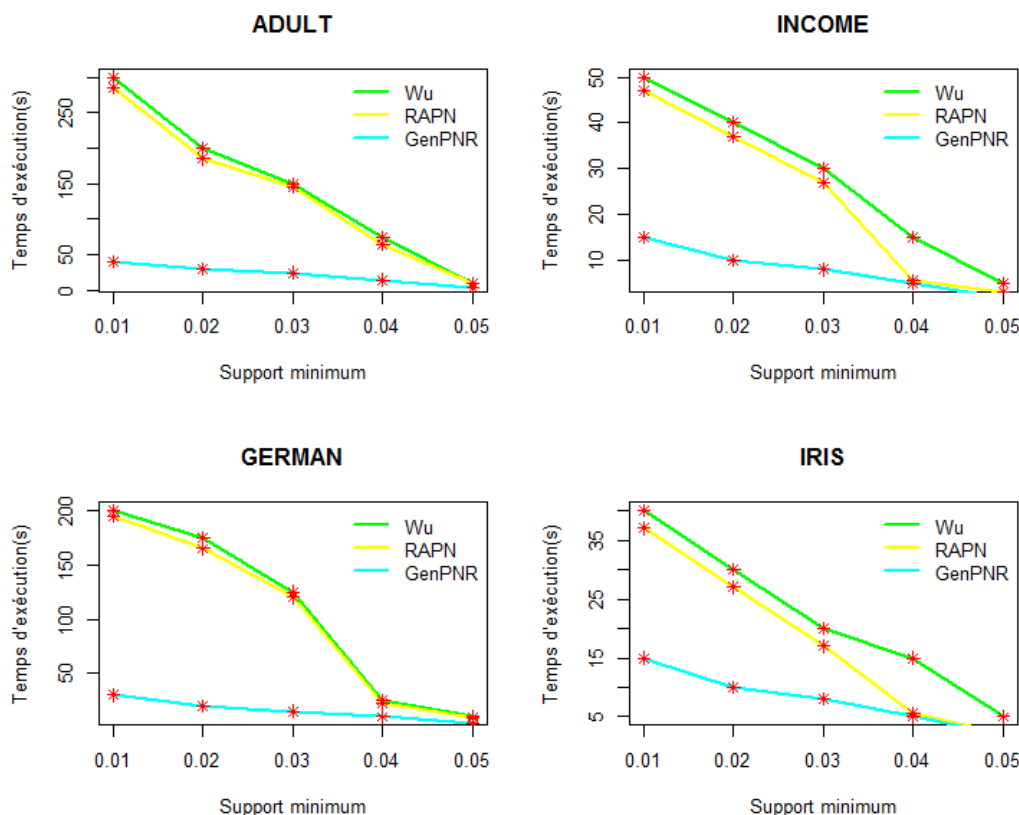 ADULT
Temps d'exécution(s)
250
150
50
0
Wu
RAPN
GenPNR
0.01 0.02 0.03 0.04 0.05
Support minimum
INCOME
Temps d'exécution(s)
50
40
30
20
10
Wu
RAPN
GenPNR
0.01 0.02 0.03 0.04 0.05
Support minimum
GERMAN
Temps d'exécution(s)
200
150
100
50
Wu
RAPN
GenPNR
0.01 0.02 0.03 0.04 0.05
Support minimum
IRIS
Temps d'exécution(s)
35
25
15
5
Wu
RAPN
GenPNR
0.01 0.02 0.03 0.04 0.05
Support minimum